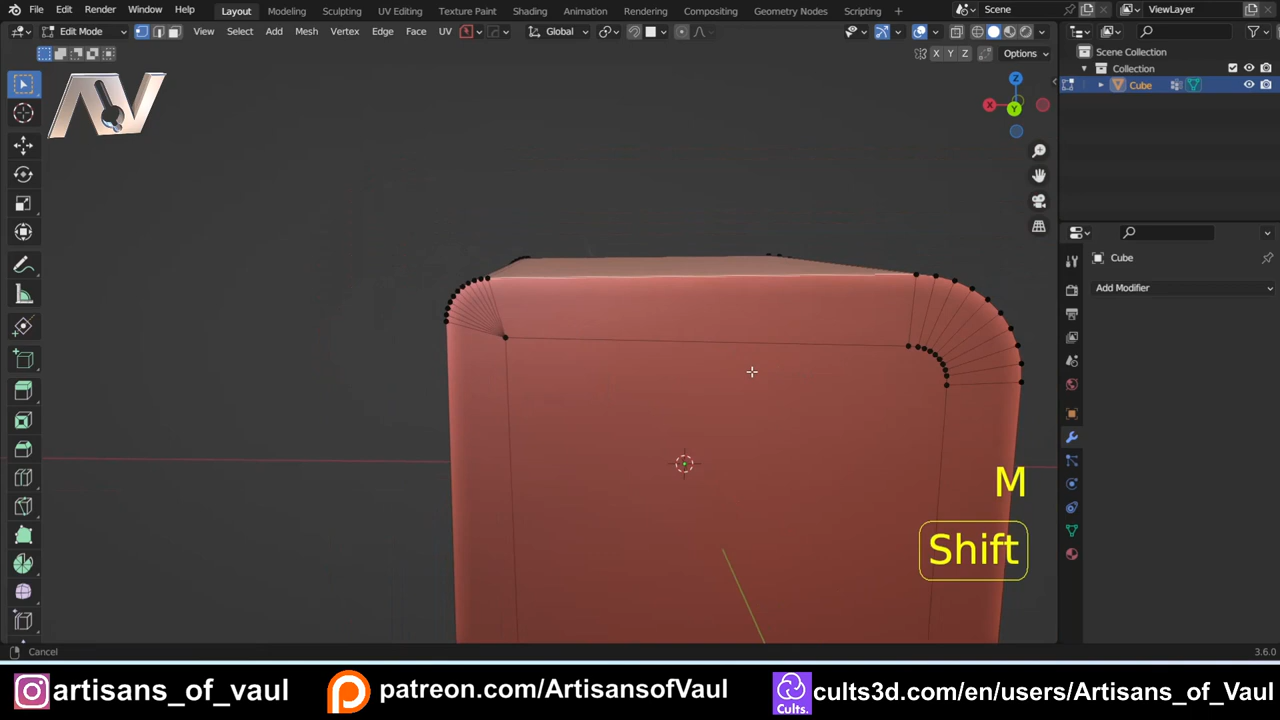 File Edit Render Window Help Layout Modeling Sculpting UV Editing Texture Paint Shading Animation Rendering Compositing Geometry Nodes Scripting + Scene ViewLayer
Edit Mode View Select Add Mesh Vertex Edge Face UV Global
X Y Z Options
Scene Collection
Collection
Cube
AV
Z
X
Y
Cube
Add Modifier
M
Shift
Cancel 3.6.0
artisans_of_vaul patreon.com/ArtisansofVaul Cults. cults3d.com/en/users/Artisans_of_Vaul